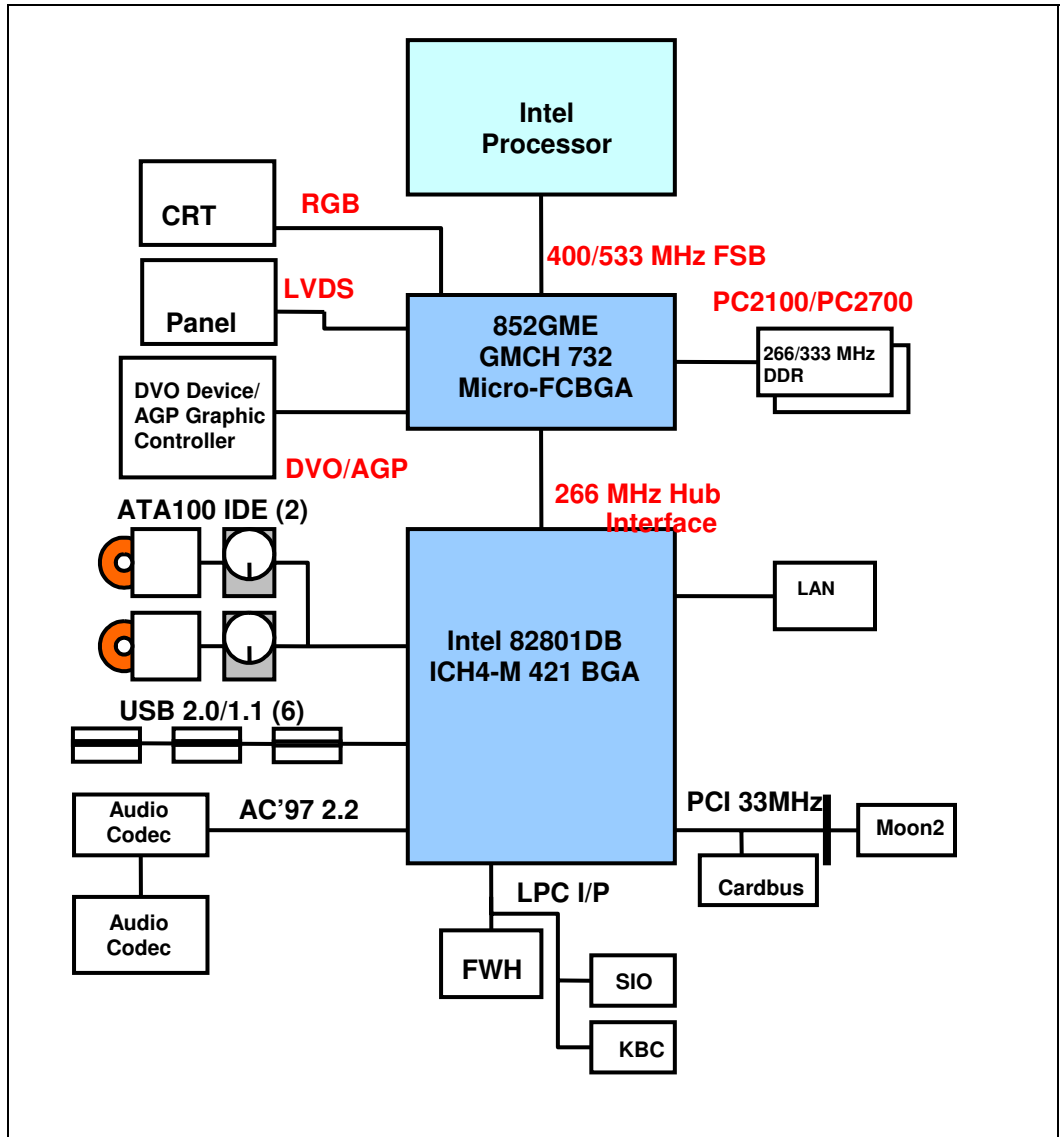 Intel
Processor
CRT
RGB
400/533 MHz FSB
LVDS
Panel
PC2100/PC2700
852GME
GMCH 732
Micro-FCBGA
266/333 MHz
DDR
DVO Device/
AGP Graphic
Controller
DVO/AGP
266 MHz Hub
Interface
ATA100 IDE (2)
LAN
Intel 82801DB
ICH4-M 421 BGA
USB 2.0/1.1 (6)
Audio
Codec
AC’97 2.2
PCI 33MHz
Moon2
Cardbus
LPC I/P
Audio
Codec
FWH
SIO
KBC